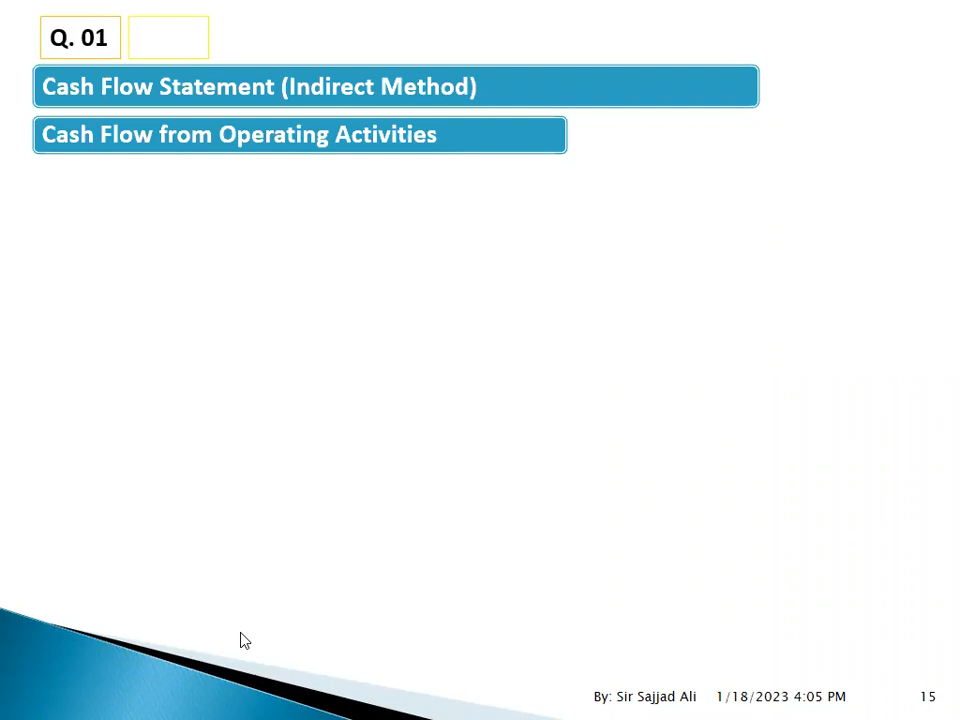 Q. 01
Cash Flow Statement (Indirect Method)
Cash Flow from Operating Activities
By: Sir Sajjad Ali 1/18/2023 4:05 PM 15